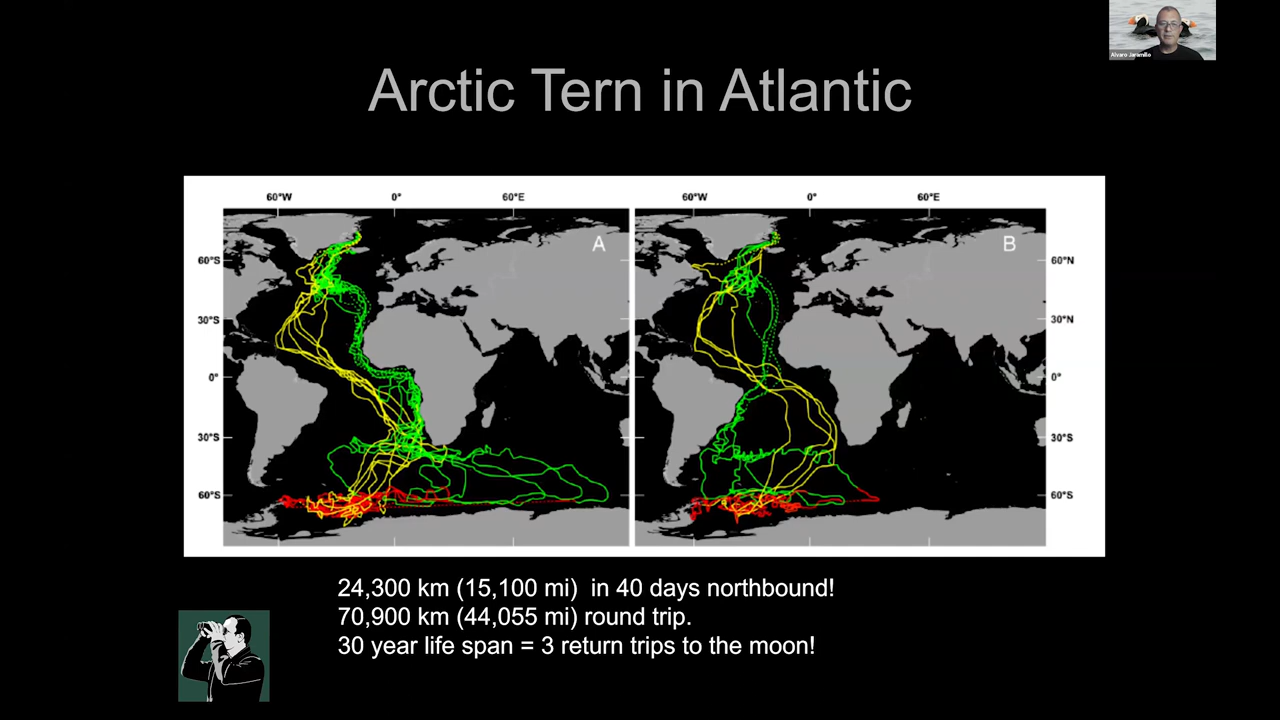 Alvaro Jaramillo
Arctic Tern in Atlantic
60°W 0° 60°E 60°W 0° 60°E
A B
60°S 60°N
30°S 30°N
0° 0°
30°S 30°S
60°S 60°S
24,300 km (15,100 mi) in 40 days northbound!
70,900 km (44,055 mi) round trip.
30 year life span = 3 return trips to the moon!